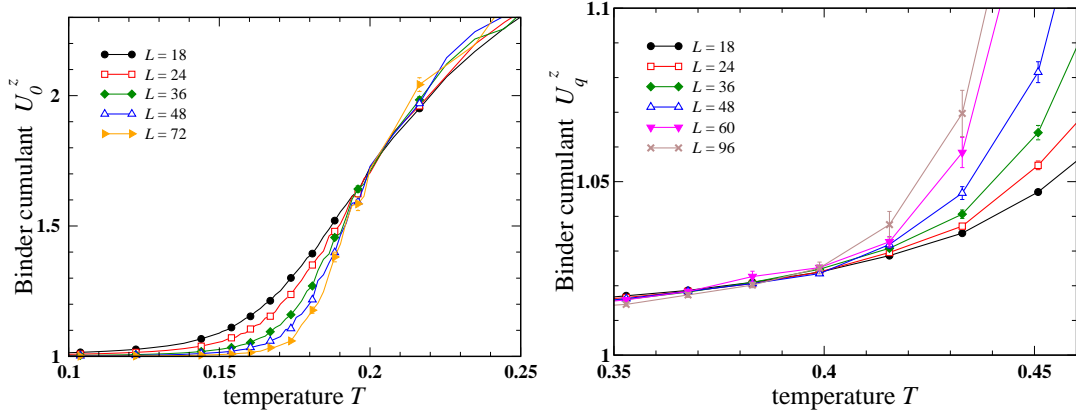 Binder cumulant U_0^z
2
1.5
1
L = 18
L = 24
L = 36
L = 48
L = 72
0.1 0.15 0.2 0.25
temperature T
Binder cumulant U_q^z
1.1
1.05
1
L = 18
L = 24
L = 36
L = 48
L = 60
L = 96
0.35 0.4 0.45
temperature T